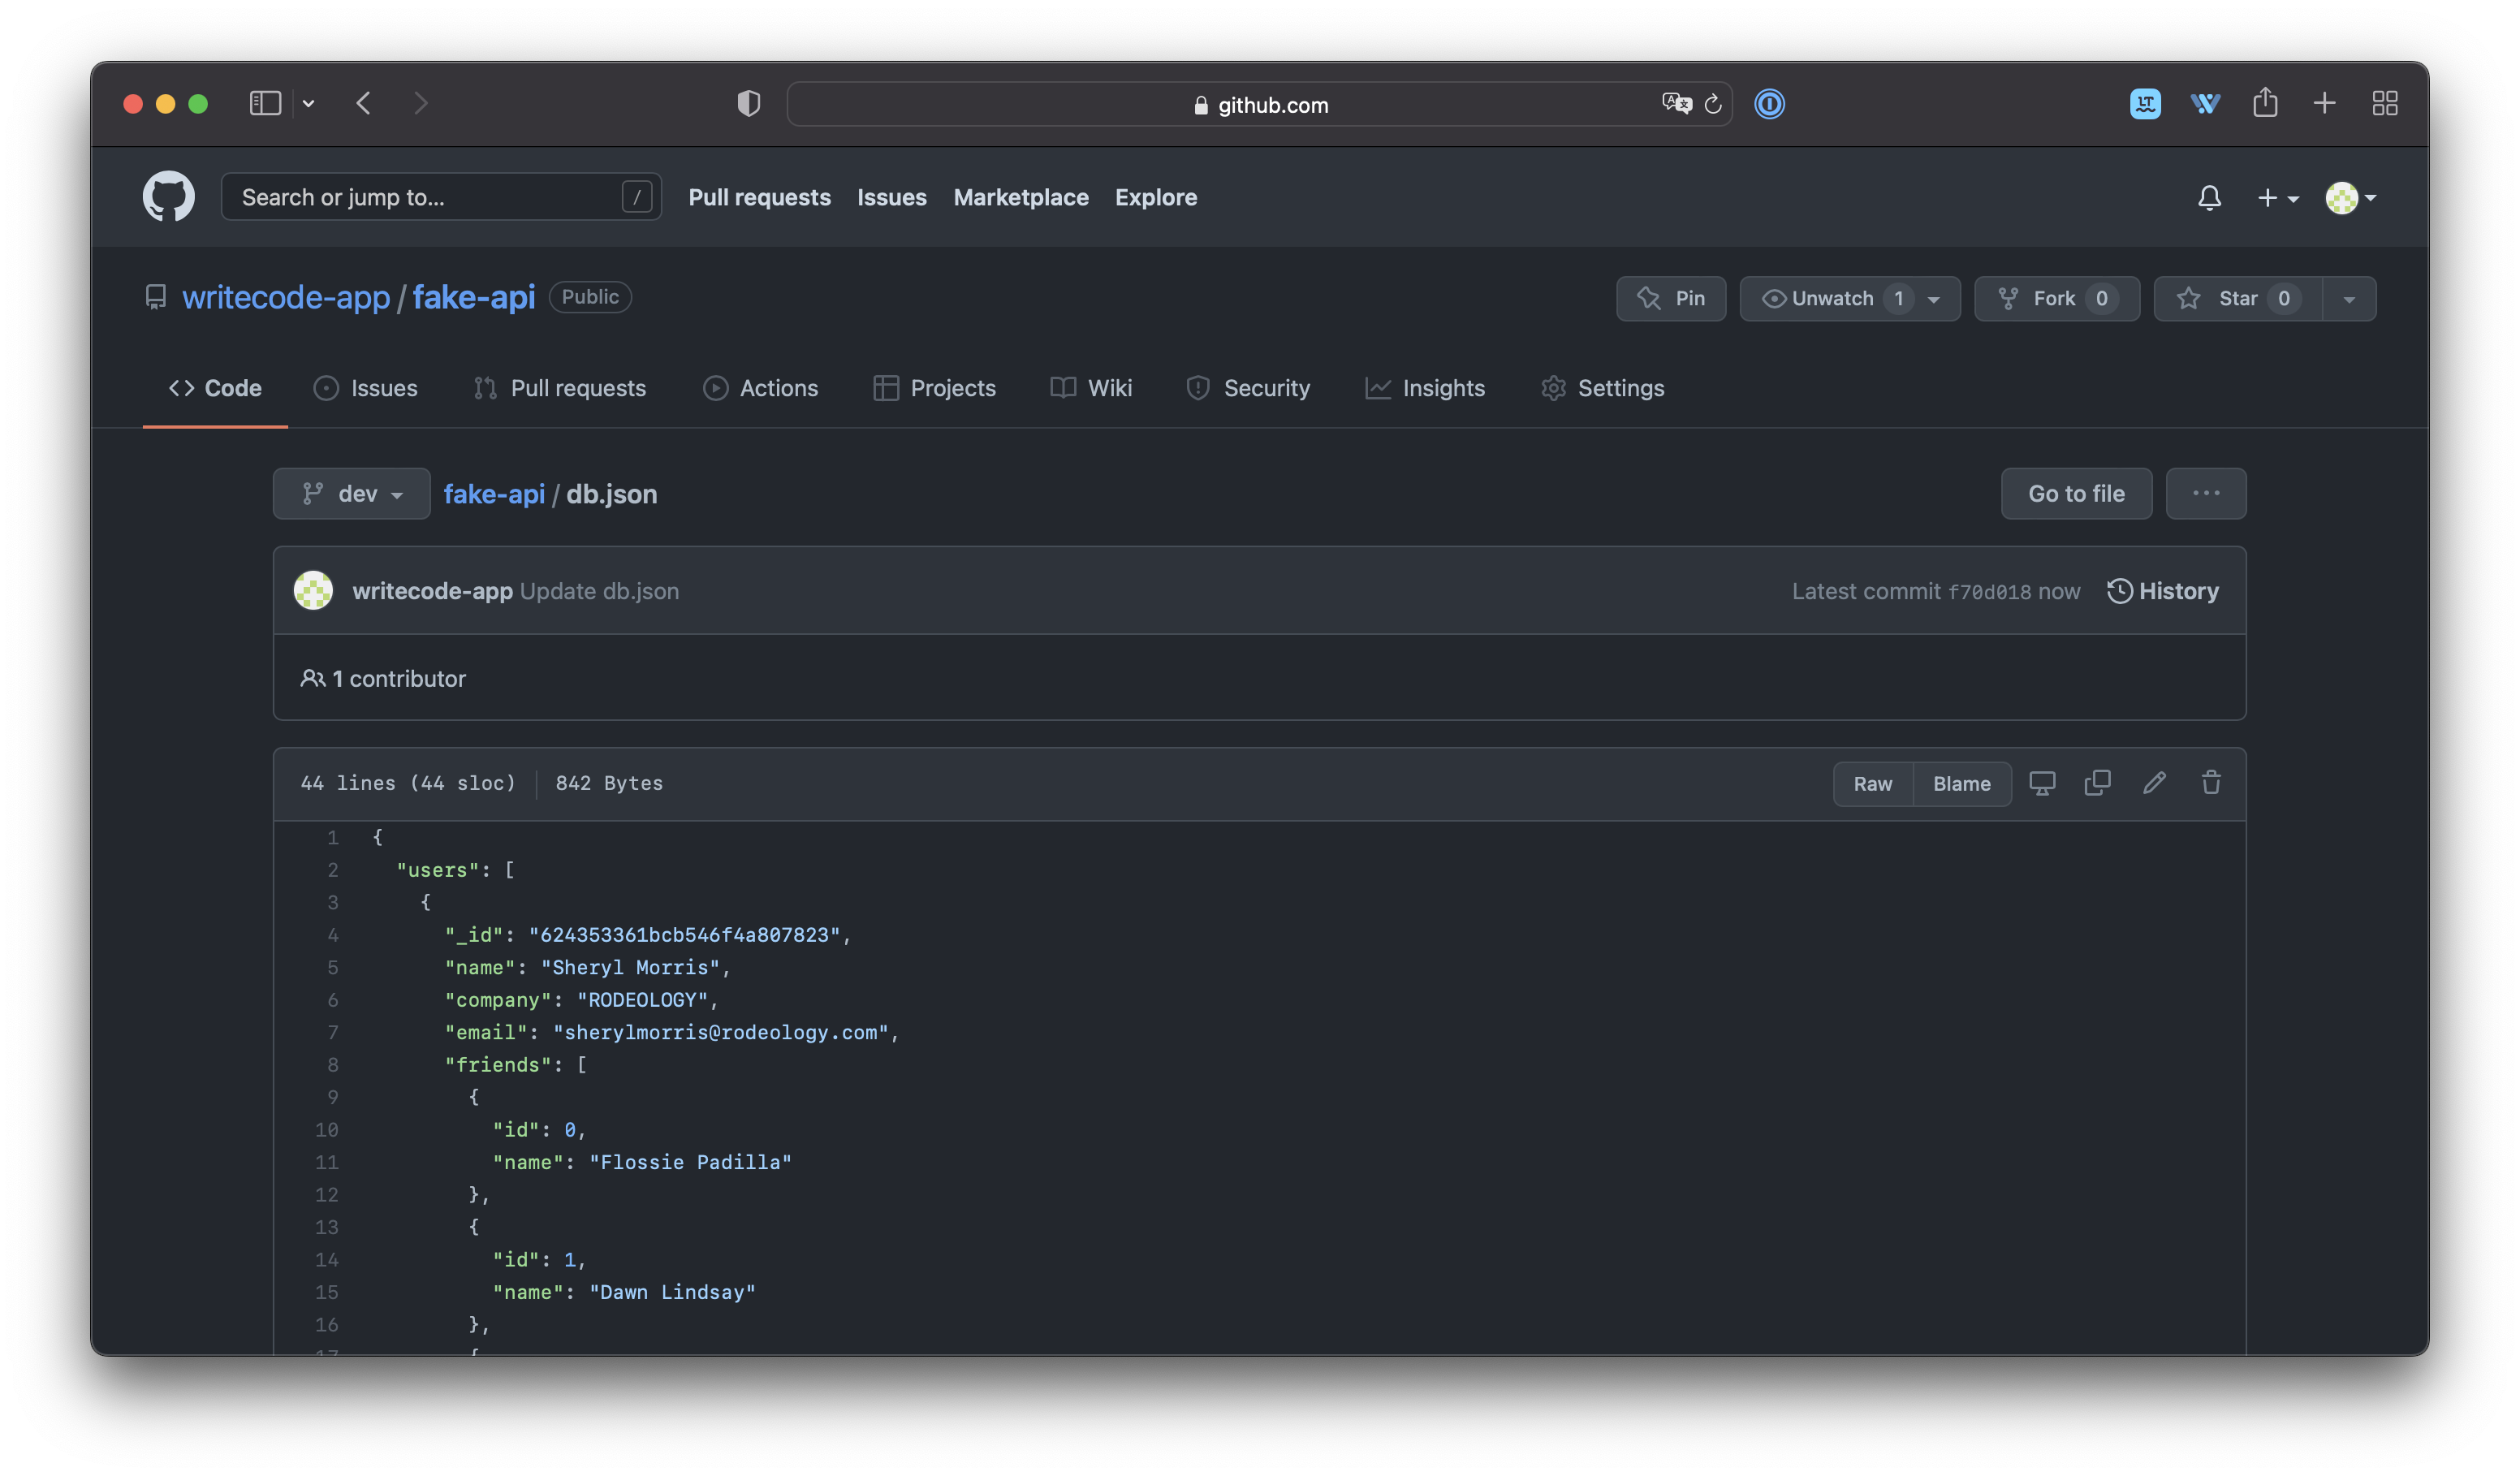 github.com
Search or jump to... /
Pull requests Issues Marketplace Explore
writecode-app / fake-api Public
Pin Unwatch 1 Fork 0 Star 0
Code Issues Pull requests Actions Projects Wiki Security Insights Settings
dev fake-api / db.json Go to file ...
writecode-app Update db.json Latest commit f70d018 now History
1 contributor
44 lines (44 sloc) 842 Bytes Raw Blame
1 {
2 "users": [
3 {
4 "_id": "624353361bcb546f4a807823",
5 "name": "Sheryl Morris",
6 "company": "RODEOLOGY",
7 "email": "sherylmorris@rodeology.com",
8 "friends": [
9 {
10 "id": 0,
11 "name": "Flossie Padilla"
12 },
13 {
14 "id": 1,
15 "name": "Dawn Lindsay"
16 },
17 {